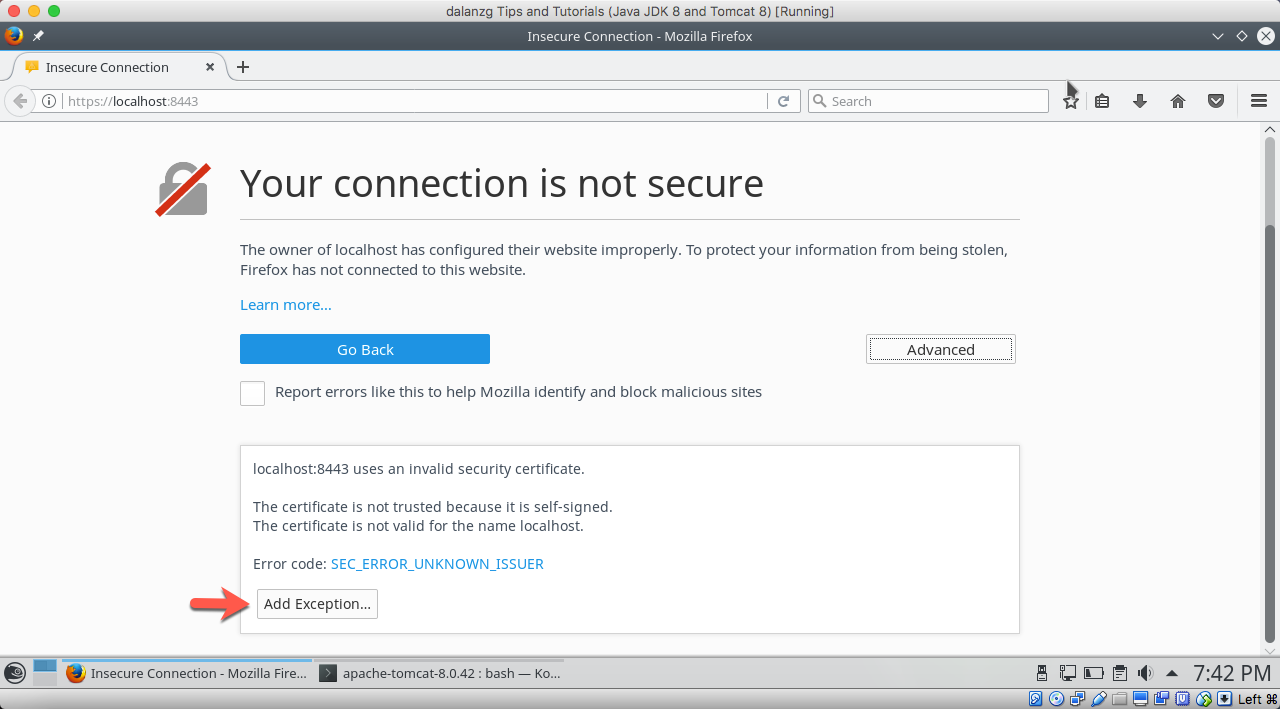 dalanzg Tips and Tutorials (Java JDK 8 and Tomcat 8) [Running]
Insecure Connection - Mozilla Firefox
Insecure Connection
https://localhost:8443
Search
Your connection is not secure
The owner of localhost has configured their website improperly. To protect your information from being stolen,
Firefox has not connected to this website.
Learn more...
Go Back
Advanced
Report errors like this to help Mozilla identify and block malicious sites
localhost:8443 uses an invalid security certificate.
The certificate is not trusted because it is self-signed.
The certificate is not valid for the name localhost.
Error code: SEC_ERROR_UNKNOWN_ISSUER
Add Exception...
Insecure Connection - Mozilla Fire...
apache-tomcat-8.0.42 : bash — Ko...
7:42 PM
Left ⌘